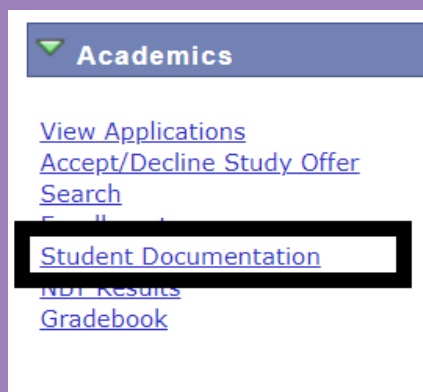 Academics
View Applications
Accept/Decline Study Offer
Search
Student Documentation
NBT Results
Gradebook